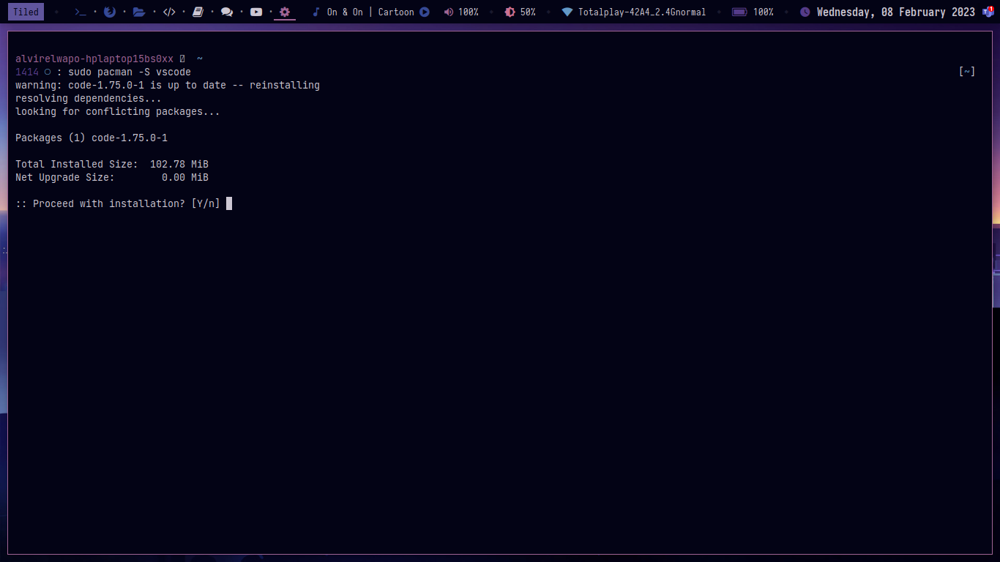 Tiled On & On | Cartoon 100% 50% Totalplay-42A4_2.4Gnormal 100% Wednesday, 08 February 2023 1
alvirelwapo-hplaptop15bs0xx ~
1414 ○ : sudo pacman -S vscode [~]
warning: code-1.75.0-1 is up to date -- reinstalling
resolving dependencies...
looking for conflicting packages...
Packages (1) code-1.75.0-1
Total Installed Size:  102.78 MiB
Net Upgrade Size:        0.00 MiB
:: Proceed with installation? [Y/n]